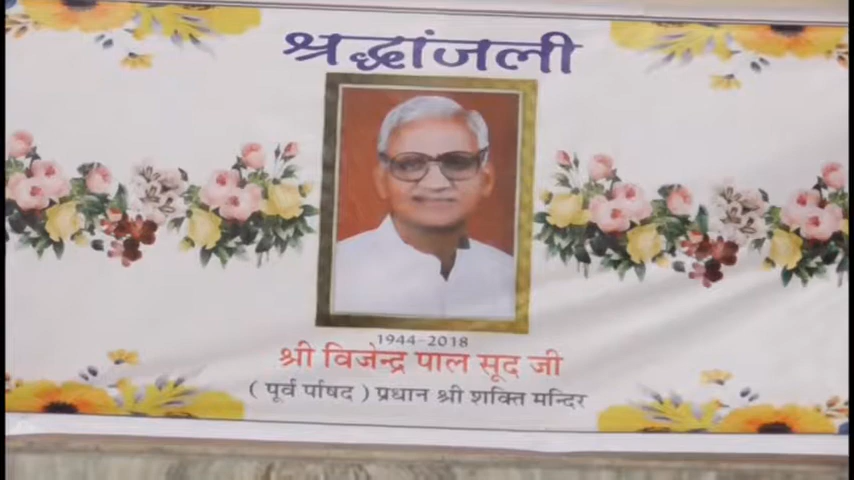 श्रद्धांजली
1944-2018
श्री विजेन्द्र पाल सूद जी
( पूर्व पार्षद ) प्रधान श्री शक्ति मन्दिर